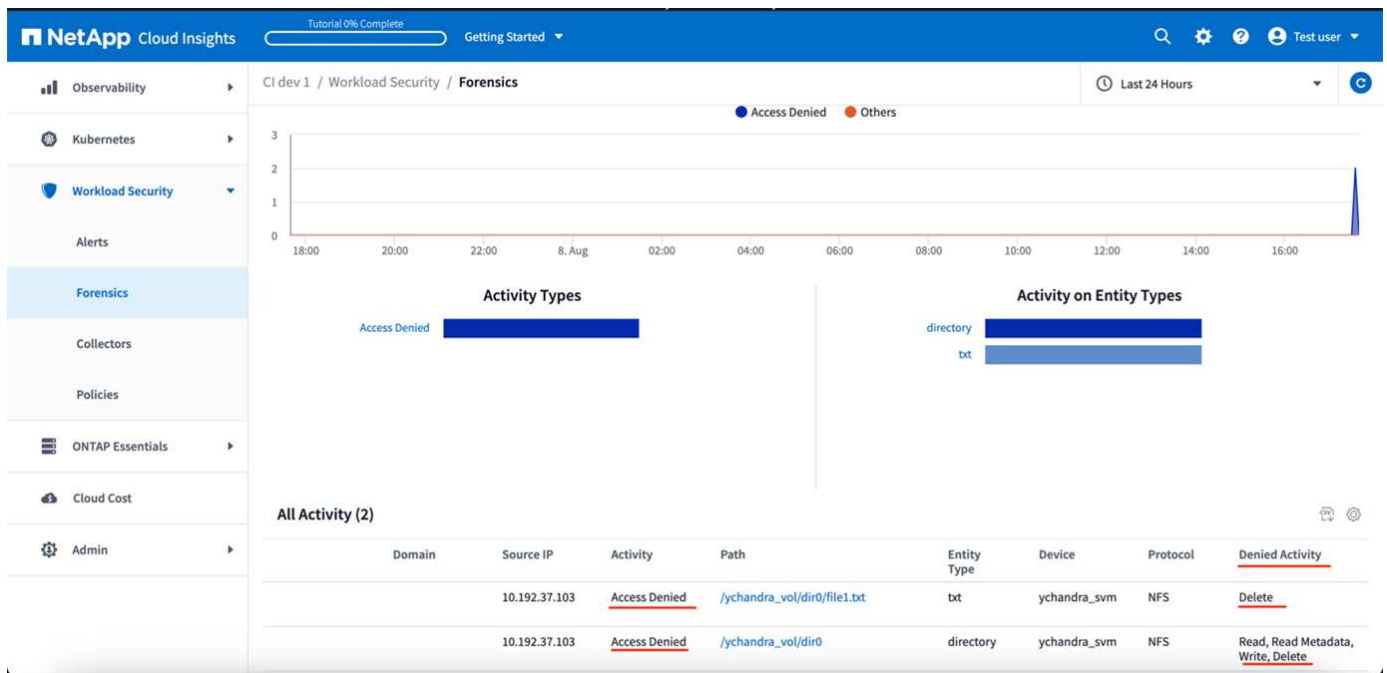 NetApp Cloud Insights
Tutorial 0% Complete
Getting Started
Test user
Observability
Kubernetes
Workload Security
Alerts
Forensics
Collectors
Policies
ONTAP Essentials
Cloud Cost
Admin
CI dev 1 / Workload Security / Forensics
Last 24 Hours
Access Denied Others
3
2
1
0
18:00 20:00 22:00 8. Aug 02:00 04:00 06:00 08:00 10:00 12:00 14:00 16:00
Activity Types
Access Denied
Activity on Entity Types
directory
txt
All Activity (2)
Domain Source IP Activity Path Entity Type Device Protocol Denied Activity
10.192.37.103 Access Denied /ychandra_vol/dir0/file1.txt txt ychandra_svm NFS Delete
10.192.37.103 Access Denied /ychandra_vol/dir0 directory ychandra_svm NFS Read, Read Metadata,
Write, Delete